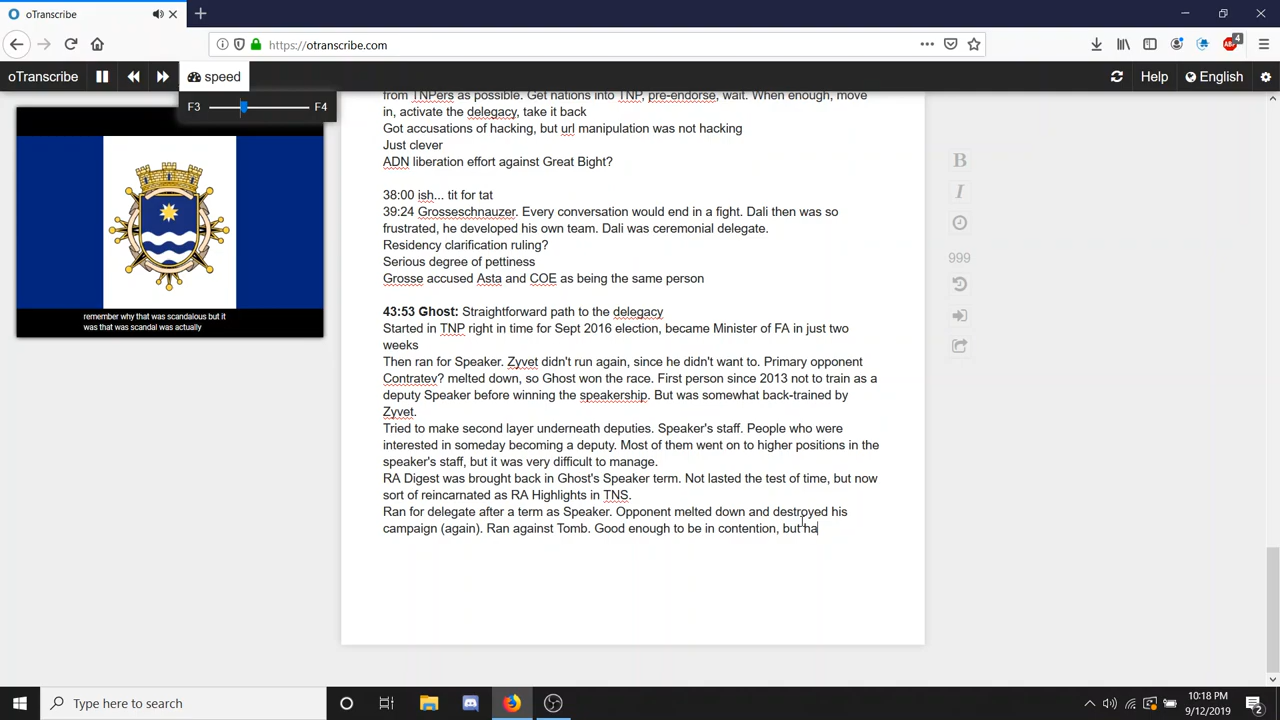 oTranscribe
https://otranscribe.com
4
oTranscribe
speed
Help
English
F3
F4
from TNPers as possible. Get nations into TNP, pre-endorse, wait. When enough, move
in, activate the delegacy, take it back
Got accusations of hacking, but url manipulation was not hacking
Just clever
ADN liberation effort against Great Bight?
38:00 ish... tit for tat
39:24 Grosseschnauzer. Every conversation would end in a fight. Dali then was so
frustrated, he developed his own team. Dali was ceremonial delegate.
Residency clarification ruling?
Serious degree of pettiness
Grosse accused Asta and COE as being the same person
43:53 Ghost: Straightforward path to the delegacy
Started in TNP right in time for Sept 2016 election, became Minister of FA in just two
weeks
Then ran for Speaker. Zyvet didn't run again, since he didn't want to. Primary opponent
Contratev? melted down, so Ghost won the race. First person since 2013 not to train as a
deputy Speaker before winning the speakership. But was somewhat back-trained by
Zyvet.
Tried to make second layer underneath deputies. Speaker's staff. People who were
interested in someday becoming a deputy. Most of them went on to higher positions in the
speaker's staff, but it was very difficult to manage.
RA Digest was brought back in Ghost's Speaker term. Not lasted the test of time, but now
sort of reincarnated as RA Highlights in TNS.
Ran for delegate after a term as Speaker. Opponent melted down and destroyed his
campaign (again). Ran against Tomb. Good enough to be in contention, but ha
remember why that was scandalous but it
was that was scandal was actually
B
I
999
Type here to search
10:18 PM
9/12/2019
2